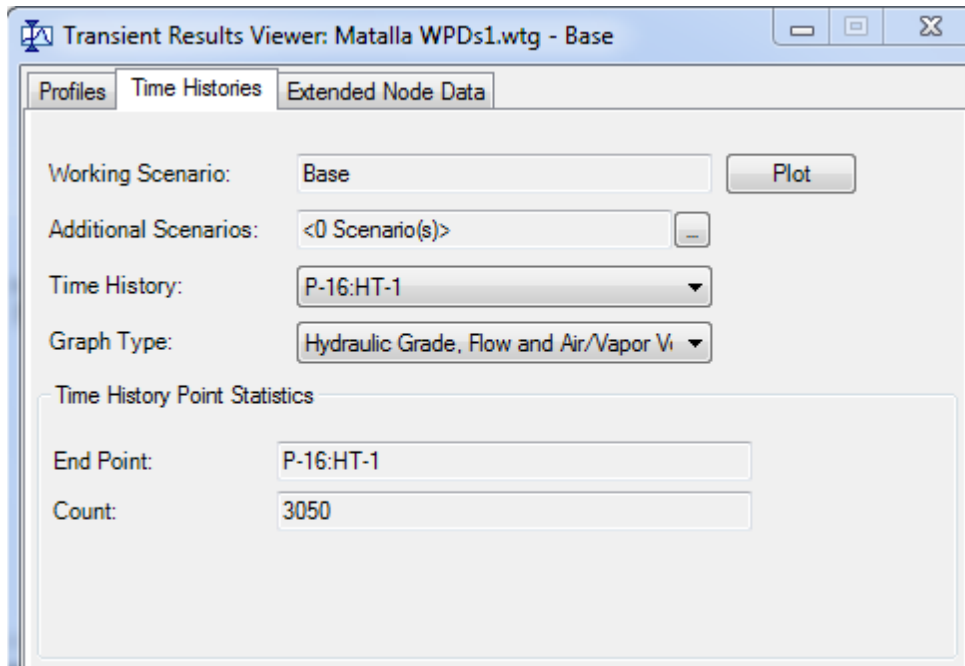 Transient Results Viewer: Matalla WPDs1.wtg - Base
Profiles Time Histories Extended Node Data
Working Scenario: Base Plot
Additional Scenarios: <0 Scenario(s)> ...
Time History: P-16:HT-1
Graph Type: Hydraulic Grade, Flow and Air/Vapor
Time History Point Statistics
End Point: P-16:HT-1
Count: 3050